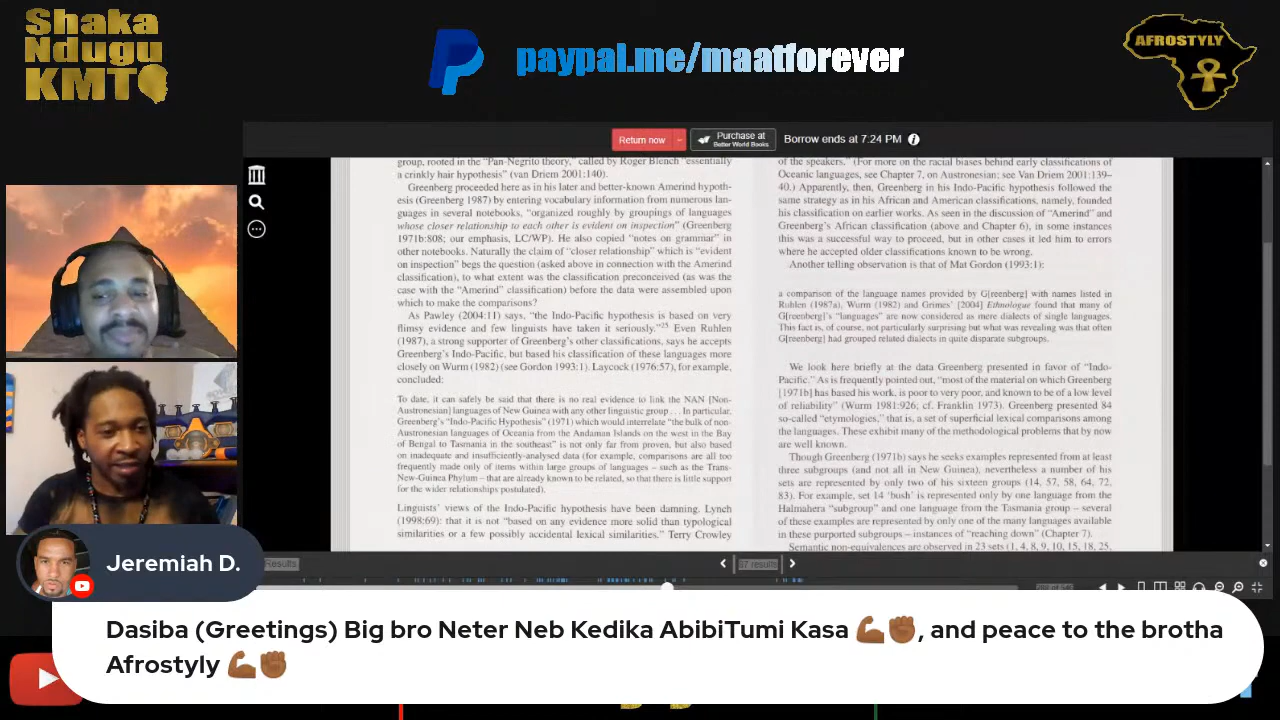 Shaka
Ndugu
KMT
paypal.me/maatforever
AFROSTYLY
Return now
Purchase at
Better World Books
Borrow ends at 7:24 PM
group, rooted in the "Pan-Negrito theory," called by Roger Blench "essentially
a crinkly hair hypothesis" (van Driem 2001:140).
Greenberg proceeded here as in his later and better-known Amerind hypoth-
esis (Greenberg 1987) by entering vocabulary information from numerous lan-
guages in several notebooks, "organized roughly by groupings of languages
whose closer relationship to each other is evident on inspection" (Greenberg
1971b:808; our emphasis, LC/WP). He also copied "notes on grammar" in
other notebooks. Naturally the claim of "closer relationship" which is "evident
on inspection" begs the question (asked above in connection with the Amerind
classification), to what extent was the classification preconceived (as was the
case with the "Amerind" classification) before the data were assembled upon
which to make the comparisons?
As Pawley (2004:11) says, "the Indo-Pacific hypothesis is based on very
flimsy evidence and few linguists have taken it seriously."25 Even Ruhlen
(1987), a strong supporter of Greenberg's other classifications, says he accepts
Greenberg's Indo-Pacific, but based his classification of these languages more
closely on Wurm (1982) (see Gordon 1993:1). Laycock (1976:57), for example,
concluded:
To date, it can safely be said that there is no real evidence to link the NAN [Non-
Austronesian] languages of New Guinea with any other linguistic group . . . In particular,
Greenberg's "Indo-Pacific Hypothesis" (1971) which would interrelate "the bulk of non-
Austronesian languages of Oceania from the Andaman Islands on the west in the Bay
of Bengal to Tasmania in the southeast" is not only far from proven, but also based
on inadequate and insufficiently-analysed data (for example, comparisons are all too
frequently made only of items within large groups of languages – such as the Trans-
New-Guinea Phylum – that are already known to be related, so that there is little support
for the wider relationships postulated).
Linguists' views of the Indo-Pacific hypothesis have been damning. Lynch
(1998:69): that it is not "based on any evidence more solid than typological
similarities or a few possibly accidental lexical similarities." Terry Crowley
of the speakers." (For more on the racial biases behind early classifications of
Oceanic languages, see Chapter 7, on Austronesian; see Van Driem 2001:139–
40.) Apparently, then, Greenberg in his Indo-Pacific hypothesis followed the
same strategy as in his African and American classifications, namely, founded
his classification on earlier works. As seen in the discussion of "Amerind" and
Greenberg's African classification (above and Chapter 6), in some instances
this was a successful way to proceed, but in other cases it led him to errors
where he accepted older classifications known to be wrong.
Another telling observation is that of Mat Gordon (1993:1):
a comparison of the language names provided by G[reenberg] with names listed in
Ruhlen (1987a), Wurm (1982) and Grimes' [2004] Ethnologue found that many of
G[reenberg's] "languages" are now considered as mere dialects of single languages.
This fact is, of course, not particularly surprising but what was revealing was that often
G[reenberg] had grouped related dialects in quite disparate subgroups.
We look here briefly at the data Greenberg presented in favor of "Indo-
Pacific." As is frequently pointed out, "most of the material on which Greenberg
[1971b] has based his work, is poor to very poor, and known to be of a low level
of reliability" (Wurm 1981:926; cf. Franklin 1973). Greenberg presented 84
so-called "etymologies," that is, a set of superficial lexical comparisons among
the languages. These exhibit many of the methodological problems that by now
are well known.
Though Greenberg (1971b) says he seeks examples represented from at least
three subgroups (and not all in New Guinea), nevertheless a number of his
sets are represented by only two of his sixteen groups (14, 57, 58, 64, 72,
83). For example, set 14 'bush' is represented only by one language from the
Halmahera "subgroup" and one language from the Tasmania group – several
of these examples are represented by only one of the many languages available
in these purported subgroups – instances of "reaching down" (Chapter 7).
Semantic non-equivalences are observed in 23 sets (1, 4, 8, 9, 10, 15, 18, 25,
Results
37 results
Jeremiah D.
Dasiba (Greetings) Big bro Neter Neb Kedika AbibiTumi Kasa 💪🏾✊🏾, and peace to the brotha
Afrostyly 💪🏾✊🏾